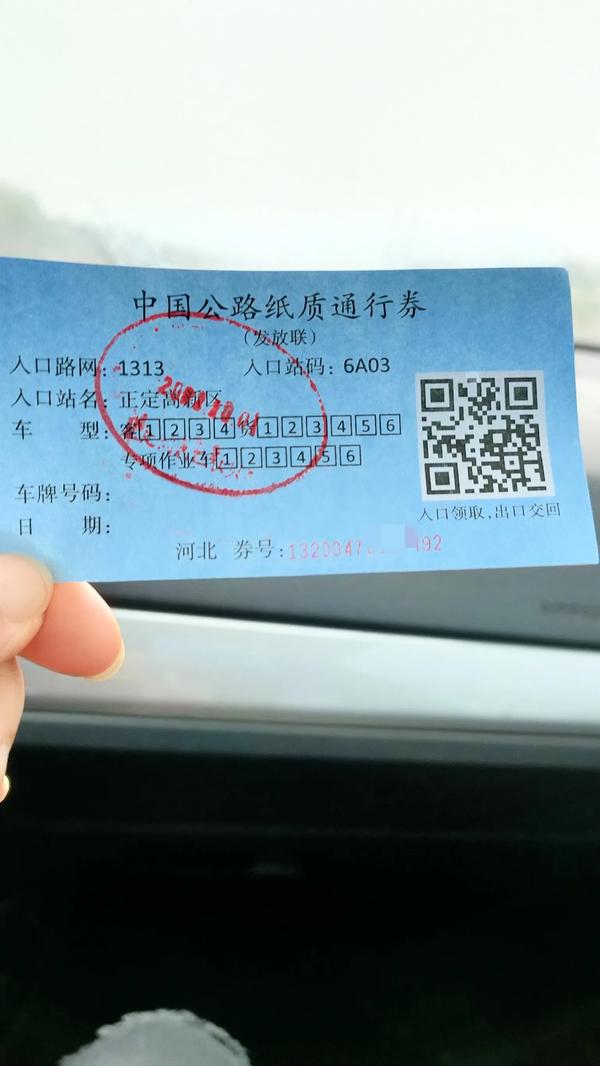 中国公路纸质通行券
(发放联)
入口路网: 1313 入口站码: 6A03
入口站名: 正定高新区
车 型: 客 1 2 3 4 货 1 2 3 4 5 6
专项作业车 1 2 3 4 5 6
车牌号码:
日 期:
入口领取,出口交回
河北 券号: